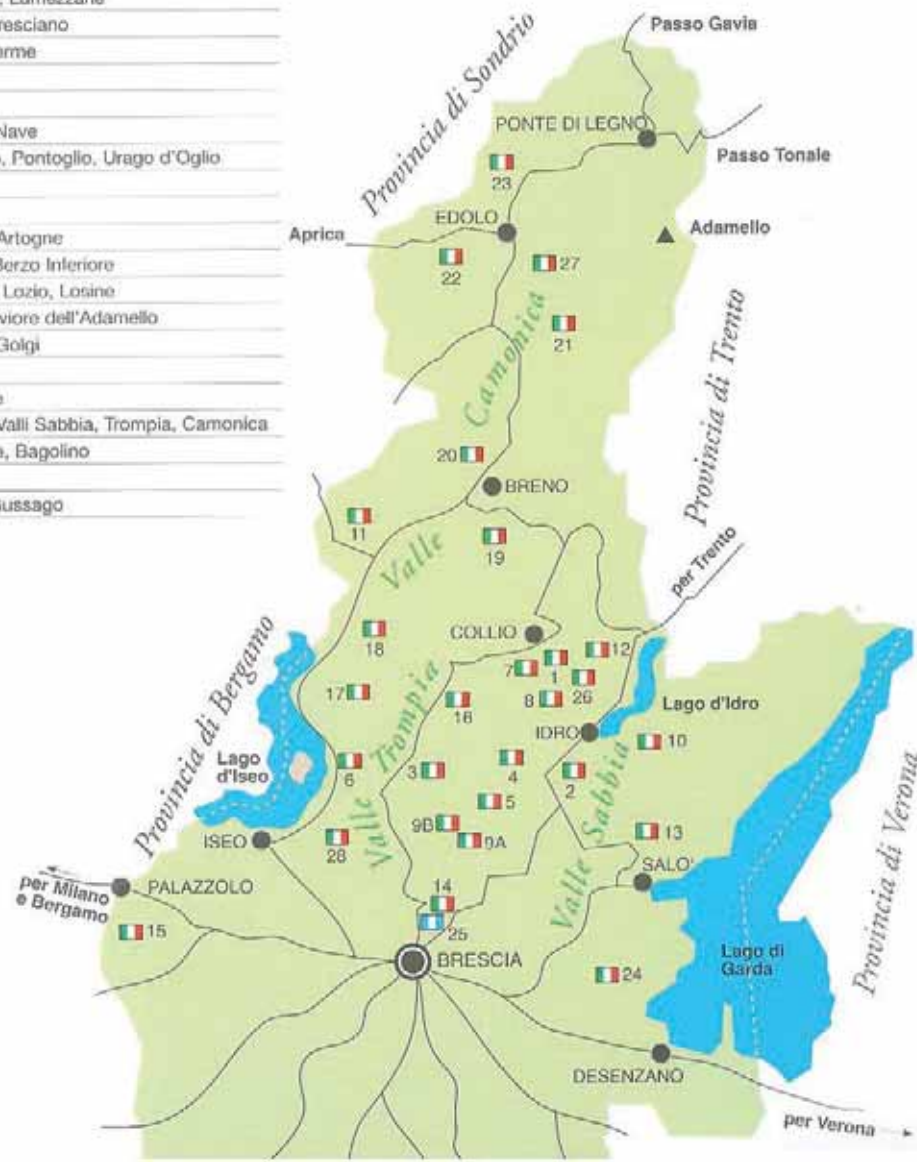 Nave
Pontoglio, Urago d'Oglio
Artogne
Berzo Inferiore
Lozio, Losine
dell'Adamello
Golgi
Valli Sabbia, Trompia, Camonica
Bagolino
Passo Gavia
Provincia di Sondrio
PONTE DI LEGNO
Passo Tonale
23
EDOLO
Aprica
Adamello
22
27
21
Camonica
Provincia di Trento
20
BRENO
11
19
Valle
per Trento
18
COLLIO
12
7
1
17
16
8
26
Lago d'Idro
IDRO
10
Provincia di Bergamo
Lago
d'Iseo
6
Valle Trompia
3
4
2
5
Valle Sabbia
9B
9A
13
Provincia di Verona
ISEO
28
SALO'
per Milano
e Bergamo
PALAZZOLO
14
15
25
BRESCIA
24
Lago di
Garda
DESENZANO
per Verona